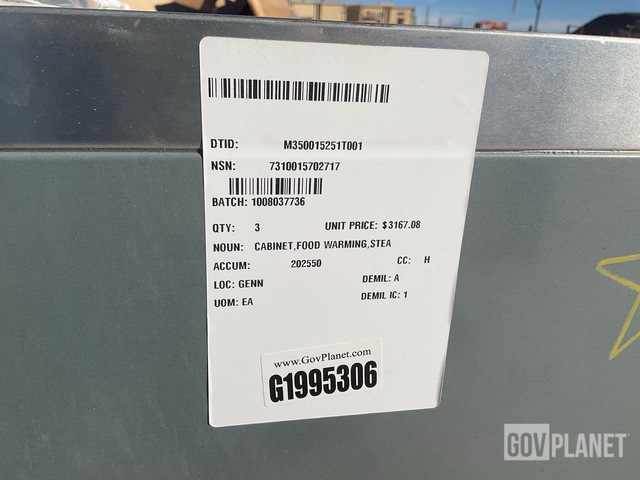 DTID: M350015251T001
NSN: 7310015702717
BATCH: 1008037736
QTY: 3 UNIT PRICE: $3167.08
NOUN: CABINET,FOOD WARMING,STEA
ACCUM: 202550 CC: H
LOC: GENN DEMIL: A
UOM: EA DEMIL IC: 1
www.GovPlanet.com
G1995306
GOVPLANET